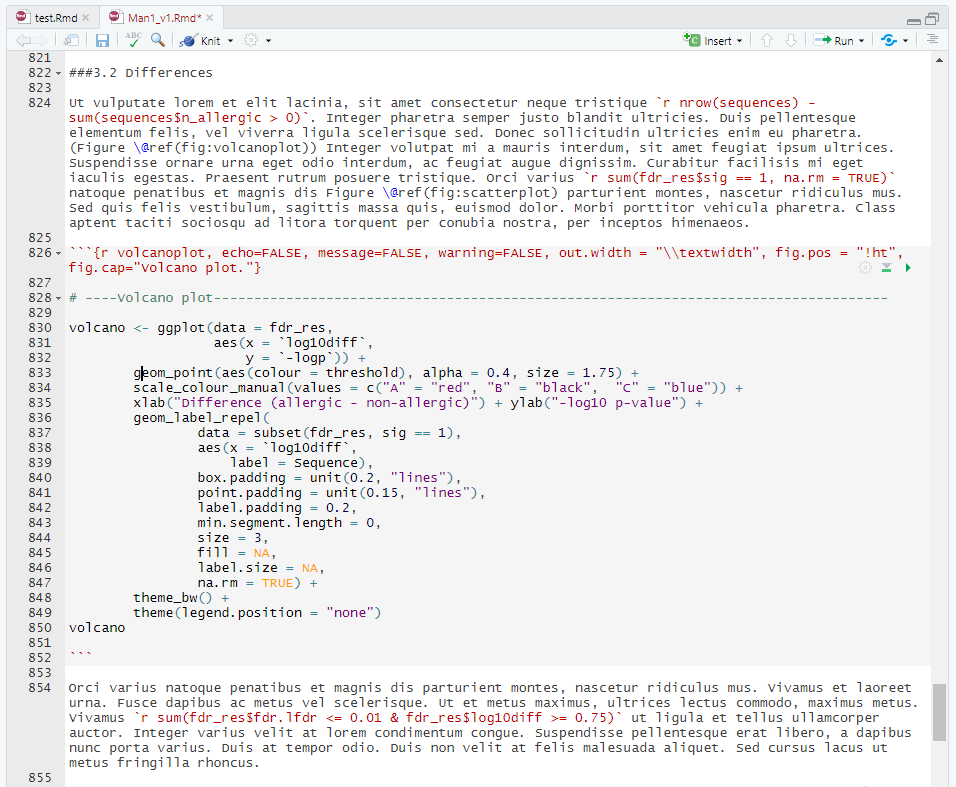 test.Rmd × Man1_v1.Rmd* ×
ABC Knit Insert Run
821
822 ###3.2 Differences
823
824 Ut vulputate lorem et elit lacinia, sit amet consectetur neque tristique `r nrow(sequences) -
sum(sequences$n_allergic > 0)`. Integer pharetra semper justo blandit ultricies. Duis pellentesque
elementum felis, vel viverra ligula scelerisque sed. Donec sollicitudin ultricies enim eu pharetra.
(Figure \@ref(fig:volcanoplot)) Integer volutpat mi a mauris interdum, sit amet feugiat ipsum ultrices.
Suspendisse ornare urna eget odio interdum, ac feugiat augue dignissim. Curabitur facilisis mi eget
iaculis egestas. Praesent rutrum posuere tristique. Orci varius `r sum(fdr_res$sig == 1, na.rm = TRUE)`
natoque penatibus et magnis dis Figure \@ref(fig:scatterplot) parturient montes, nascetur ridiculus mus.
Sed quis felis vestibulum, sagittis massa quis, euismod dolor. Morbi porttitor vehicula pharetra. Class
aptent taciti sociosqu ad litora torquent per conubia nostra, per inceptos himenaeos.
825
826 ```{r volcanoplot, echo=FALSE, message=FALSE, warning=FALSE, out.width = "\\textwidth", fig.pos = "!ht",
fig.cap="Volcano plot."}
827
828 # ----Volcano plot------------------------------------------------------------------------------------
829
830 volcano <- ggplot(data = fdr_res,
831 aes(x = `log10diff`,
832 y = `-logp`)) +
833 geom_point(aes(colour = threshold), alpha = 0.4, size = 1.75) +
834 scale_colour_manual(values = c("A" = "red", "B" = "black",  "C" = "blue")) +
835 xlab("Difference (allergic - non-allergic)") + ylab("-log10 p-value") +
836 geom_label_repel(
837 data = subset(fdr_res, sig == 1),
838 aes(x = `log10diff`,
839 label = Sequence),
840 box.padding = unit(0.2, "lines"),
841 point.padding = unit(0.15, "lines"),
842 label.padding = 0.2,
843 min.segment.length = 0,
844 size = 3,
845 fill = NA,
846 label.size = NA,
847 na.rm = TRUE) +
848 theme_bw() +
849 theme(legend.position = "none")
850 volcano
851
852 ```
853
854 Orci varius natoque penatibus et magnis dis parturient montes, nascetur ridiculus mus. Vivamus et laoreet
urna. Fusce dapibus ac metus vel scelerisque. Ut et metus maximus, ultrices lectus commodo, maximus metus.
Vivamus `r sum(fdr_res$fdr.lfdr <= 0.01 & fdr_res$log10diff >= 0.75)` ut ligula et tellus ullamcorper
auctor. Integer varius velit at lorem condimentum congue. Suspendisse pellentesque erat libero, a dapibus
nunc porta varius. Duis at tempor odio. Duis non velit at felis malesuada aliquet. Sed cursus lacus ut
metus fringilla rhoncus.
855